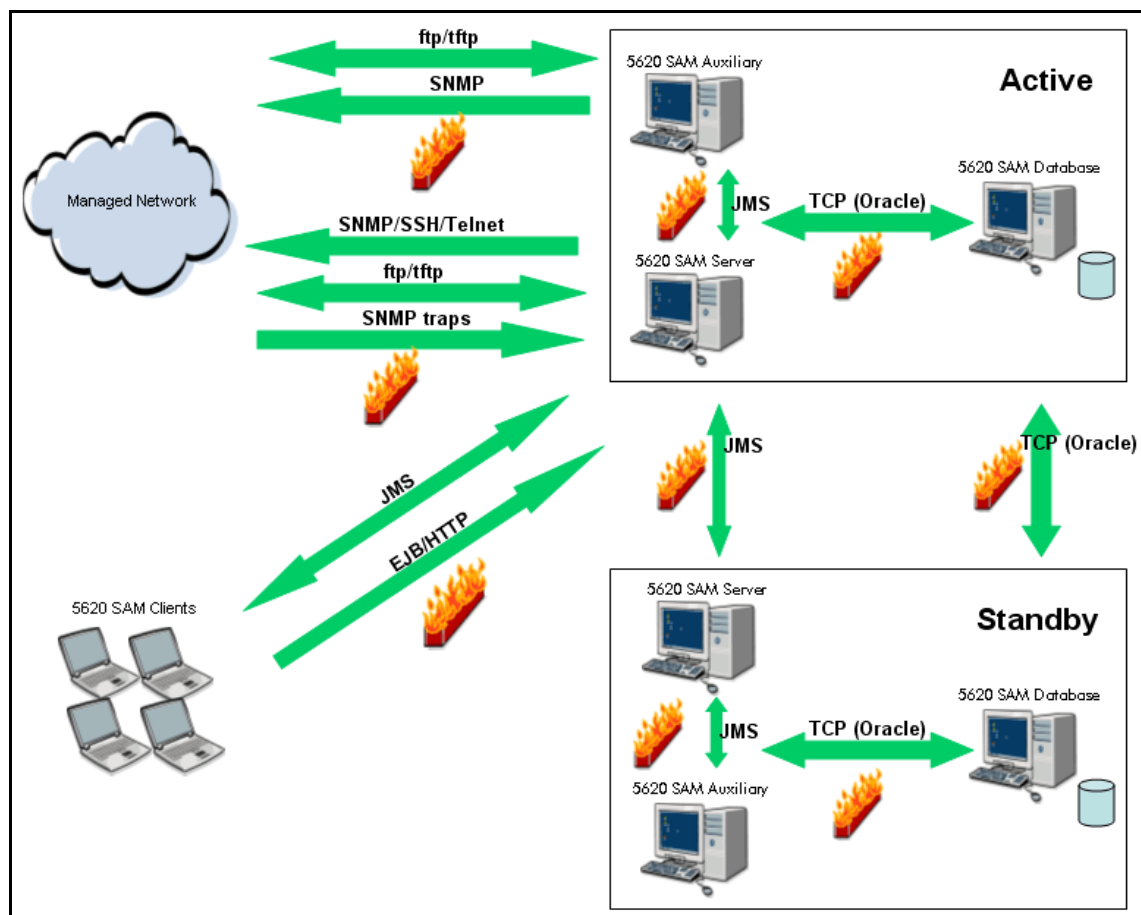 ftp/tftp
SNMP
5620 SAM Auxiliary
Active
Managed Network
JMS
TCP (Oracle)
5620 SAM Database
SNMP/SSH/Telnet
5620 SAM Server
ftp/tftp
SNMP traps
JMS
EJB/HTTP
JMS
TCP (Oracle)
5620 SAM Clients
5620 SAM Server
Standby
JMS
TCP (Oracle)
5620 SAM Database
5620 SAM Auxiliary